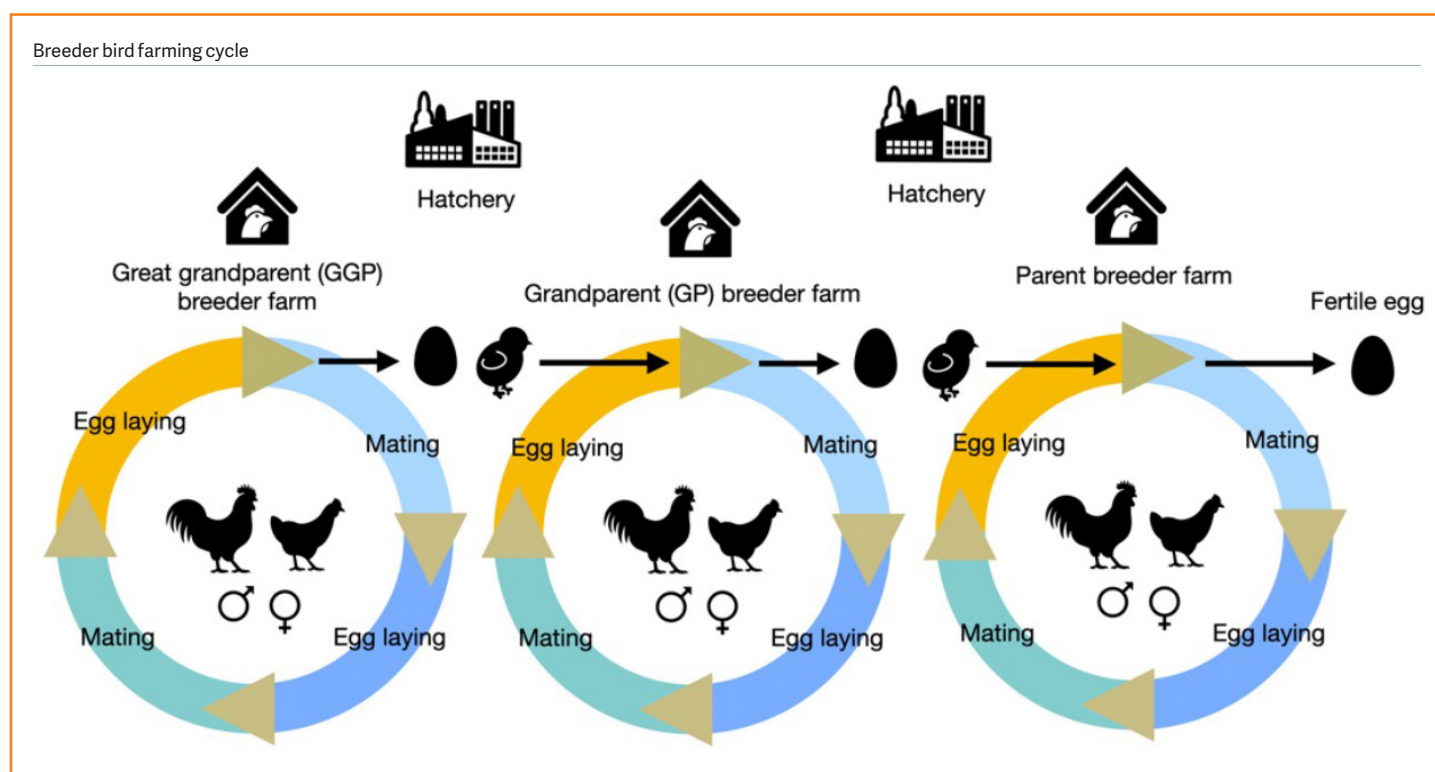 Breeder bird farming cycle
Hatchery
Hatchery
Great grandparent (GGP)
breeder farm
Grandparent (GP) breeder farm
Parent breeder farm
Fertile egg
Egg laying
Mating
Egg laying
Mating
Egg laying
Mating
Mating
Egg laying
Mating
Egg laying
Mating
Egg laying